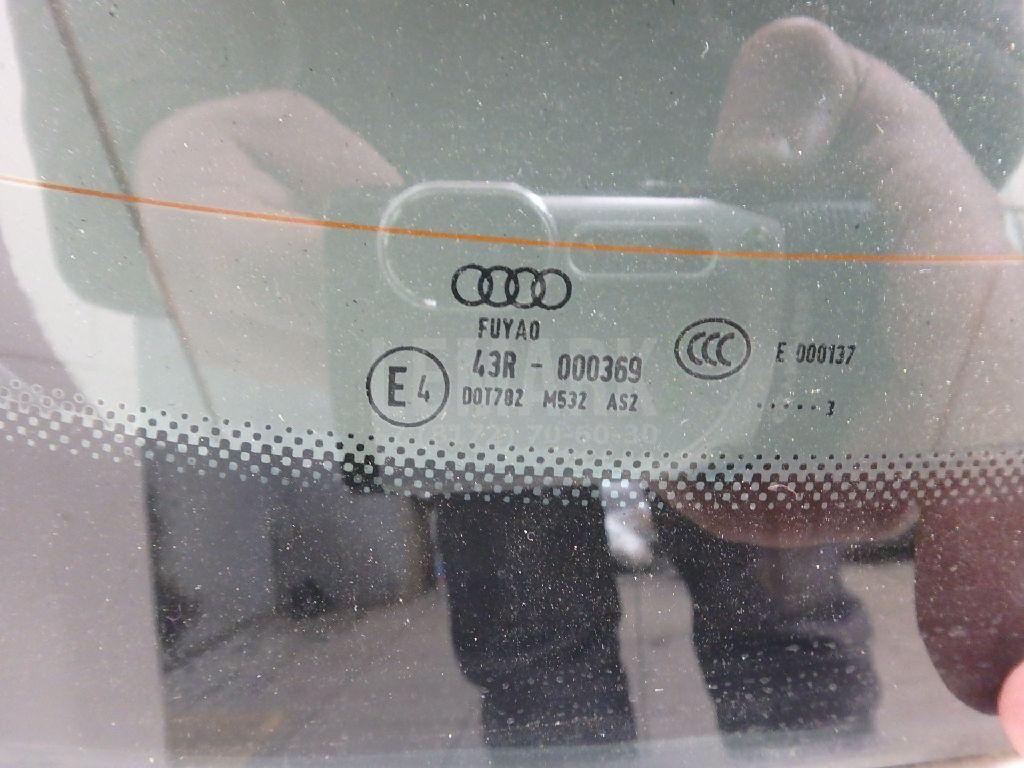 FUYAO
E4
43R - 000369
DOT782 M532 AS2
CCC
E 000137
..... 3